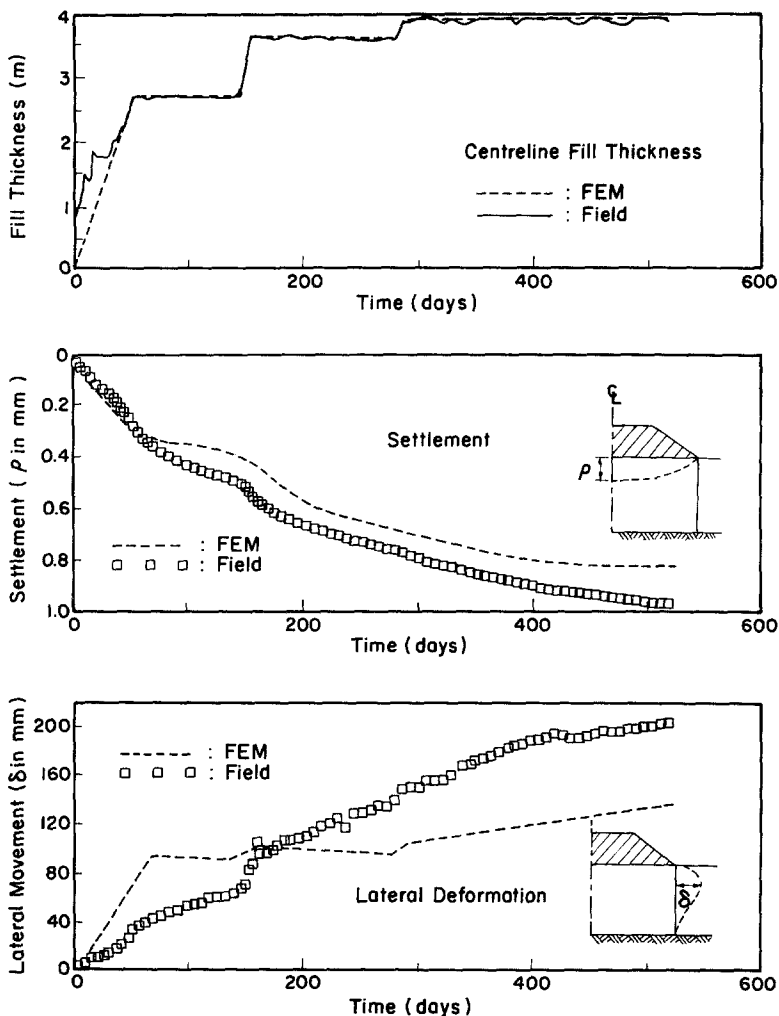 4
3
2
1
0
Fill Thickness (m)
Centreline Fill Thickness
: FEM
: Field
0 200 400 600
Time (days)
0
0.2
0.4
0.6
0.8
1.0
Settlement (ρ in mm)
Settlement
℄
ρ
: FEM
: Field
0 200 400 600
Time (days)
200
160
120
80
40
0
Lateral Movement (δ in mm)
: FEM
: Field
Lateral Deformation
δ
0 200 400 600
Time (days)